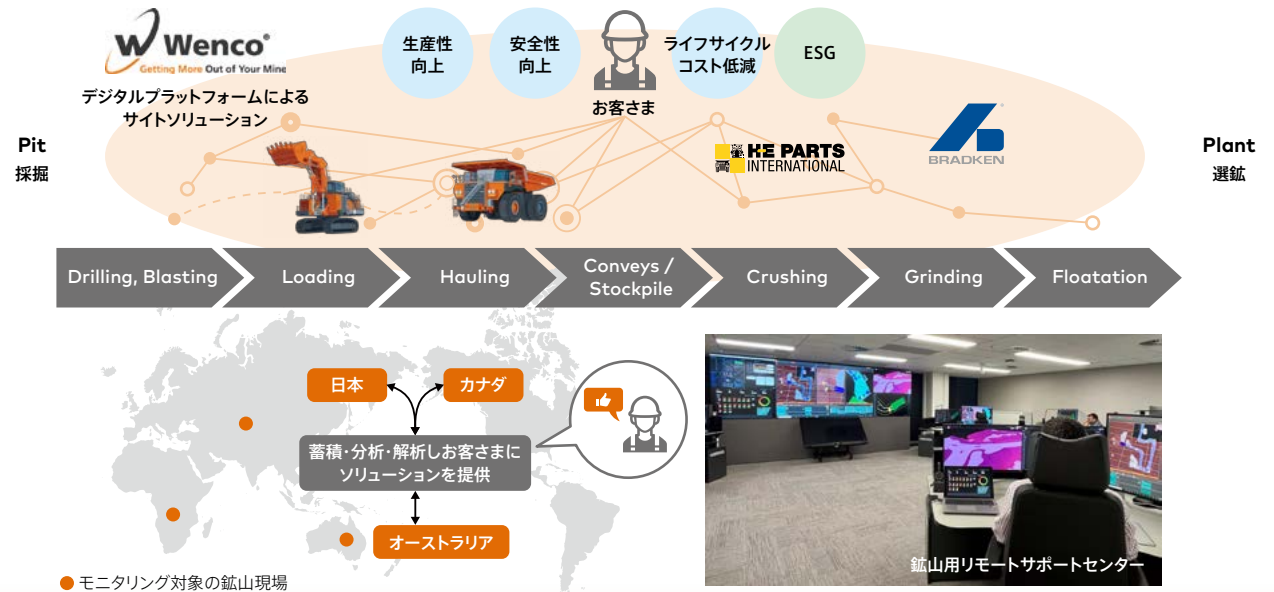 Wenco®
Getting More Out of Your Mine
デジタルプラットフォームによる
サイトソリューション
生産性
向上
安全性
向上
お客さま
ライフサイクル
コスト低減
ESG
Pit
採掘
H-E PARTS
INTERNATIONAL
BRADKEN
Plant
選鉱
Drilling, Blasting
Loading
Hauling
Conveys /
Stockpile
Crushing
Grinding
Floatation
日本
カナダ
蓄積・分析・解析しお客さまに
ソリューションを提供
オーストラリア
モニタリング対象の鉱山現場
鉱山用リモートサポートセンター